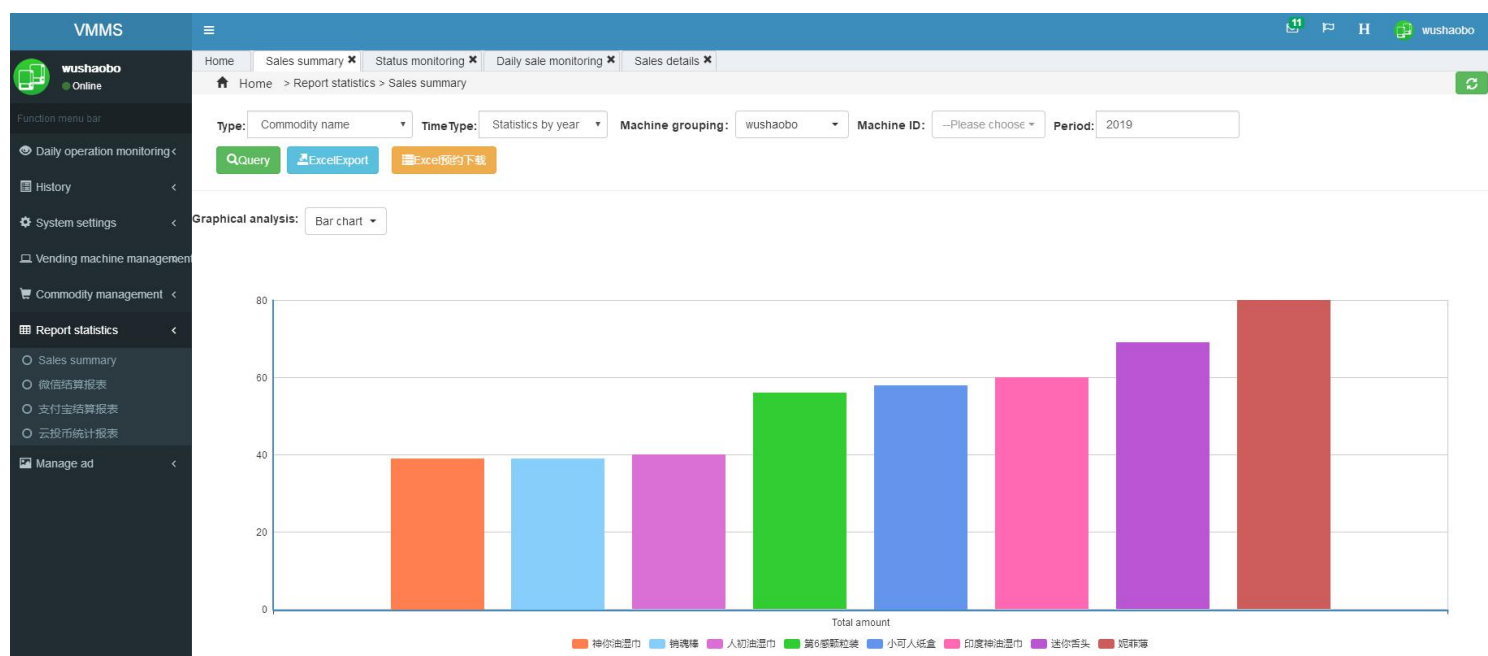 VMMS
11
H
wushaobo
wushaobo
Online
Home Sales summary ✖ Status monitoring ✖ Daily sale monitoring ✖ Sales details ✖
Home > Report statistics > Sales summary
Function menu bar
Daily operation monitoring
History
System settings
Vending machine management
Commodity management
Report statistics
Sales summary
微信结算报表
支付宝结算报表
云投币统计报表
Manage ad
Type: Commodity name TimeType: Statistics by year Machine grouping: wushaobo Machine ID: --Please choose Period: 2019
Query ExcelExport Excel预约下载
Graphical analysis: Bar chart
80
60
40
20
0
Total amount
神你油湿巾 销魂棒 人初油湿巾 第6感颗粒装 小可人纸盒 印度神油湿巾 迷你舌头 妮菲薄